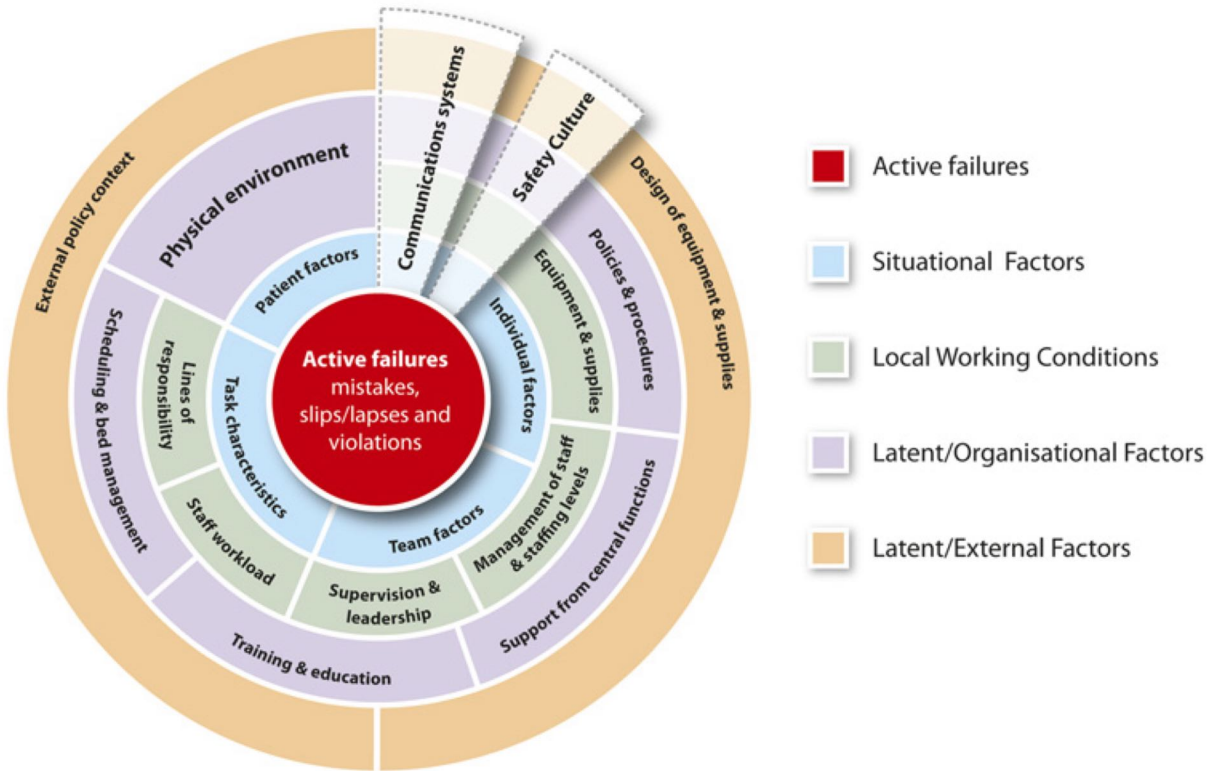 External policy context
Physical environment
Communications systems
Safety Culture
Design of equipment & supplies
Patient factors
Individual factors
Equipment & supplies
Policies & procedures
Scheduling & bed management
Lines of
responsibility
Task characteristics
Active failures
mistakes,
slips/lapses and
violations
Staff workload
Team factors
Management of staff
& staffing levels
Supervision &
leadership
Support from central functions
Training & education
Active failures
Situational Factors
Local Working Conditions
Latent/Organisational Factors
Latent/External Factors